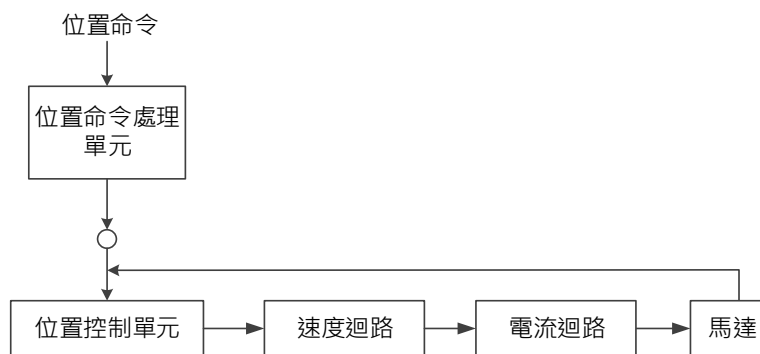 位置命令
位置命令處理
單元
位置控制單元
速度迴路
電流迴路
馬達